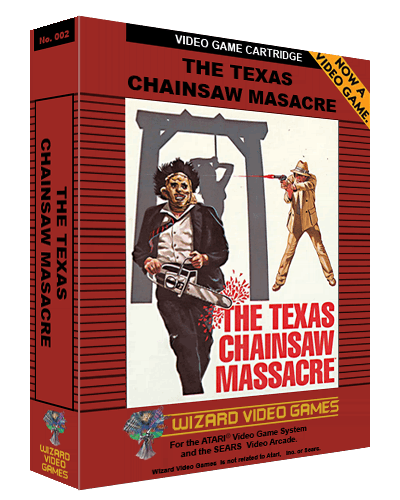 No. 002
VIDEO GAME CARTRIDGE
NOW A
VIDEO GAME.
THE TEXAS
CHAINSAW MASACRE
THE TEXAS
CHAINSAW MASSACRE
THE TEXAS
CHAINSAW
MASSACRE
WIZARD VIDEO GAMES
For the ATARI® Video Game System
and the SEARS Video Arcade.
Wizard Video Games is not related to Atari, Inc. or Sears.
WIZARD
VIDEO
GAMES